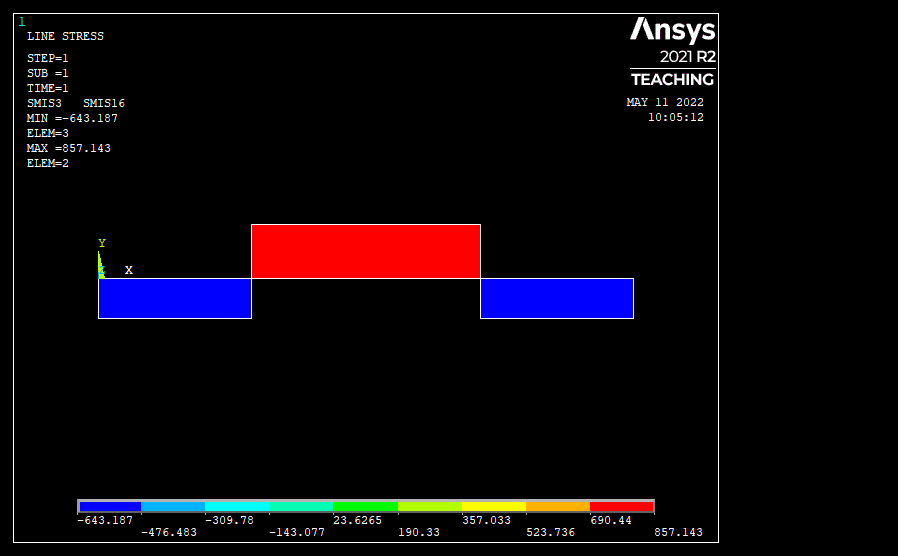 1
LINE STRESS
STEP=1
SUB =1
TIME=1
SMIS3 SMIS16
MIN =-643.187
ELEM=3
MAX =857.143
ELEM=2
Ansys
2021 R2
TEACHING
MAY 11 2022
10:05:12
Y
X
-643.187 -309.78 23.6265 357.033 690.44
-476.483 -143.077 190.33 523.736 857.143